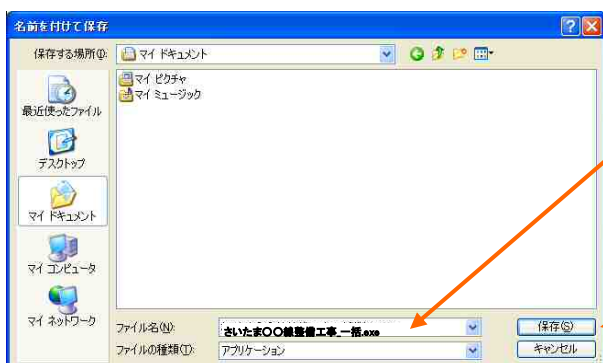 名前を付けて保存
保存する場所(I):
マイ ドキュメント
マイ ピクチャ
マイ ミュージック
最近使ったファイル
デスクトップ
マイ ドキュメント
マイ コンピュータ
マイ ネットワーク
ファイル名(N):
さいたま〇〇線整備工事_一括.exe
保存(S)
ファイルの種類(T):
アプリケーション
キャンセル